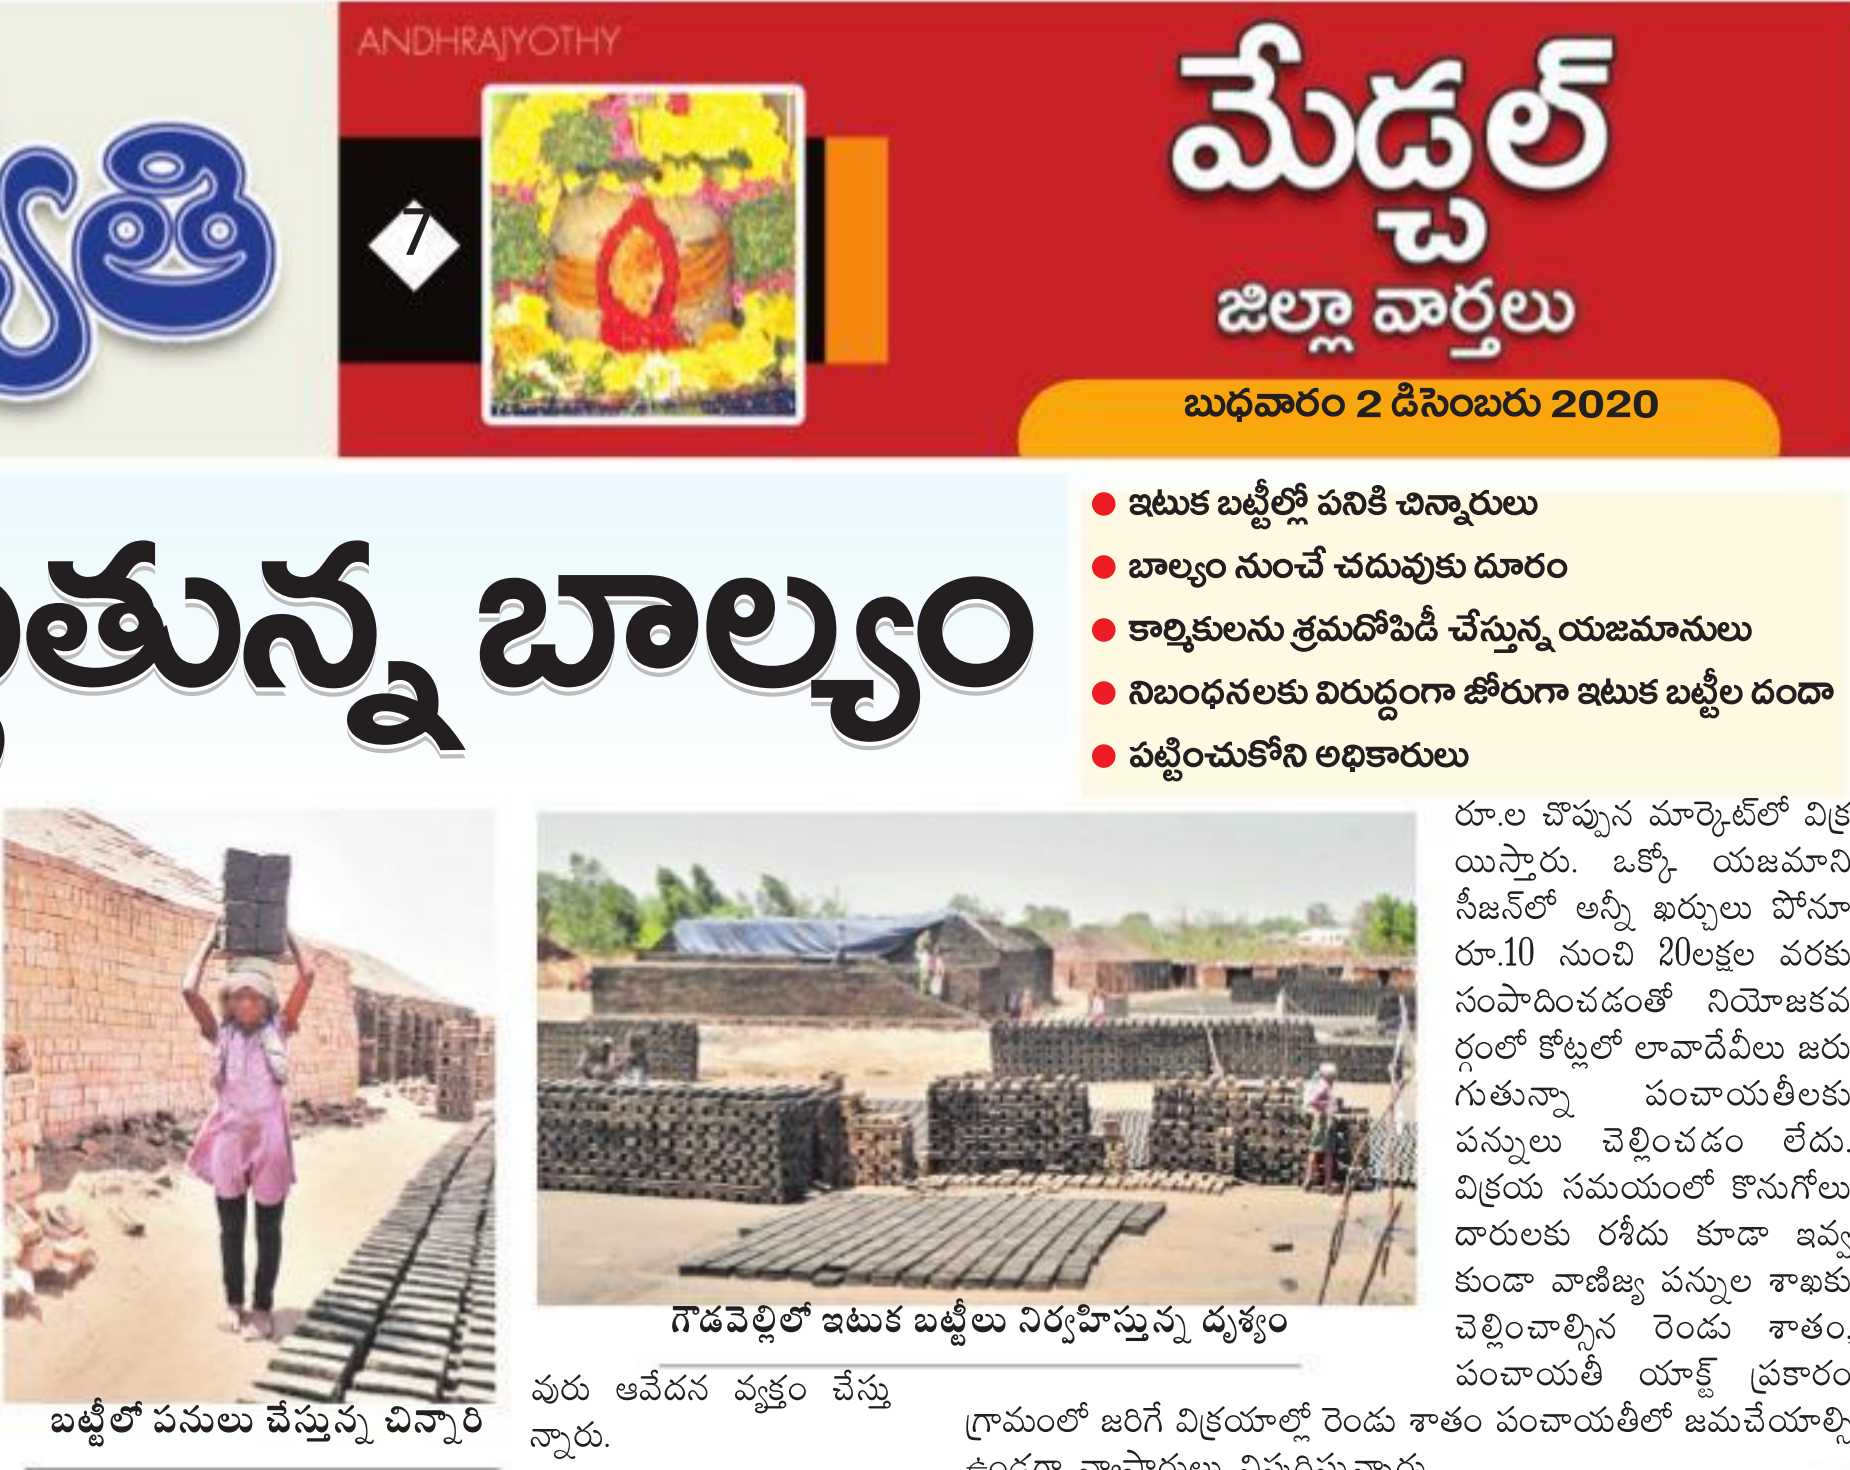 ANDHRAJYOTHY
7
మేడ్చల్
జిల్లా వార్తలు
బుధవారం 2 డిసెంబరు 2020
బాల్యం
ఇటుక బట్టీల్లో పనికి చిన్నారులు
బాల్యం నుంచే చదువుకు దూరం
కార్మికులను శ్రమదోపిడీ చేస్తున్న యజమానులు
నిబంధనలకు విరుద్దంగా జోరుగా ఇటుక బట్టీల దందా
పట్టించుకోని అధికారులు
బట్టీలో పనులు చేస్తున్న చిన్నారి
గౌడవెల్లిలో ఇటుక బట్టీలు నిర్వహిస్తున్న దృశ్యం
వురు ఆవేదన వ్యక్తం చేస్తు
న్నారు.
రూ.ల చొప్పున మార్కెట్‌లో విక్ర
యిస్తారు. ఒక్కో యజమాని
సీజన్‌లో అన్నీ ఖర్చులు పోనూ
రూ.10 నుంచి 20లక్షల వరకు
సంపాదించడంతో నియోజకవ
ర్గంలో కోట్లలో లావాదేవీలు జరు
గుతున్నా పంచాయతీలకు
పన్నులు చెల్లించడం లేదు.
విక్రయ సమయంలో కొనుగోలు
దారులకు రశీదు కూడా ఇవ్వ
కుండా వాణిజ్య పన్నుల శాఖకు
చెల్లించాల్సిన రెండు శాతం,
పంచాయతీ యాక్ట్ ప్రకారం
గ్రామంలో జరిగే విక్రయాల్లో రెండు శాతం పంచాయతీలో జమచేయాల్సి